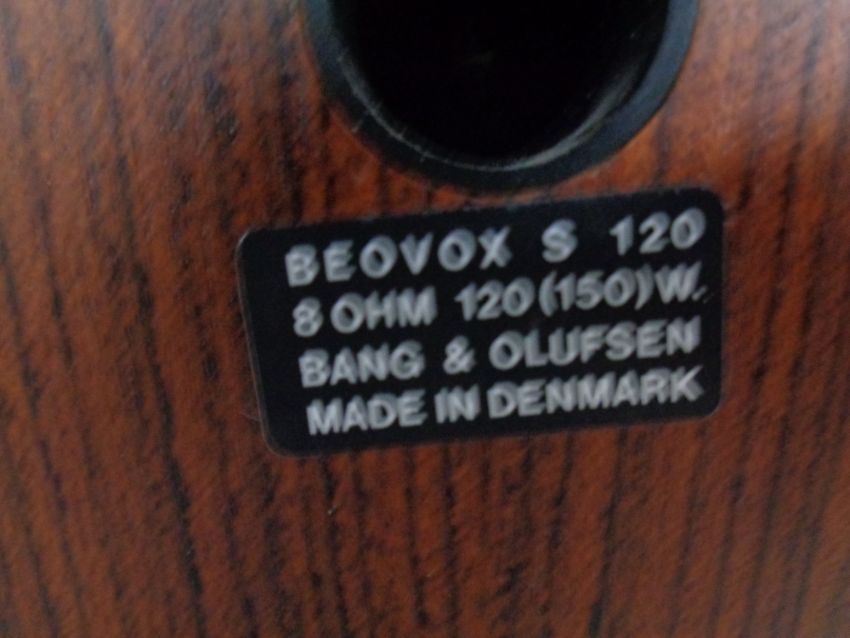 BEOVOX S 120
8 OHM 120(150)W.
BANG & OLUFSEN
MADE IN DENMARK